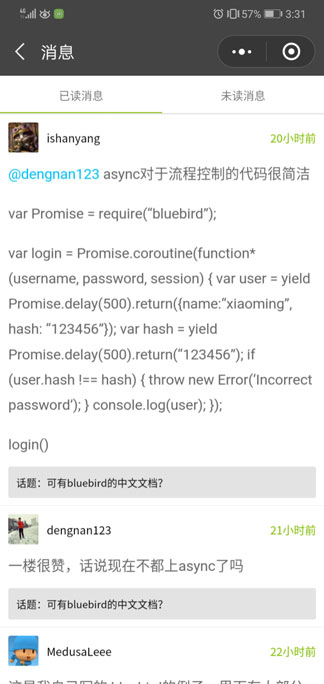 57% 3:31
消息
已读消息 未读消息
ishanyang 20小时前
@dengnan123 async对于流程控制的代码很简洁
var Promise = require(“bluebird”);
var login = Promise.coroutine(function*
(username, password, session) { var user = yield
Promise.delay(500).return({name:“xiaoming”,
hash: “123456”}); var hash = yield
Promise.delay(500).return(“123456”); if
(user.hash !== hash) { throw new Error(‘Incorrect
password’); } console.log(user); });
login()
话题：可有bluebird的中文文档?
dengnan123 21小时前
一楼很赞，话说现在不都上async了吗
话题：可有bluebird的中文文档?
MedusaLeee 22小时前